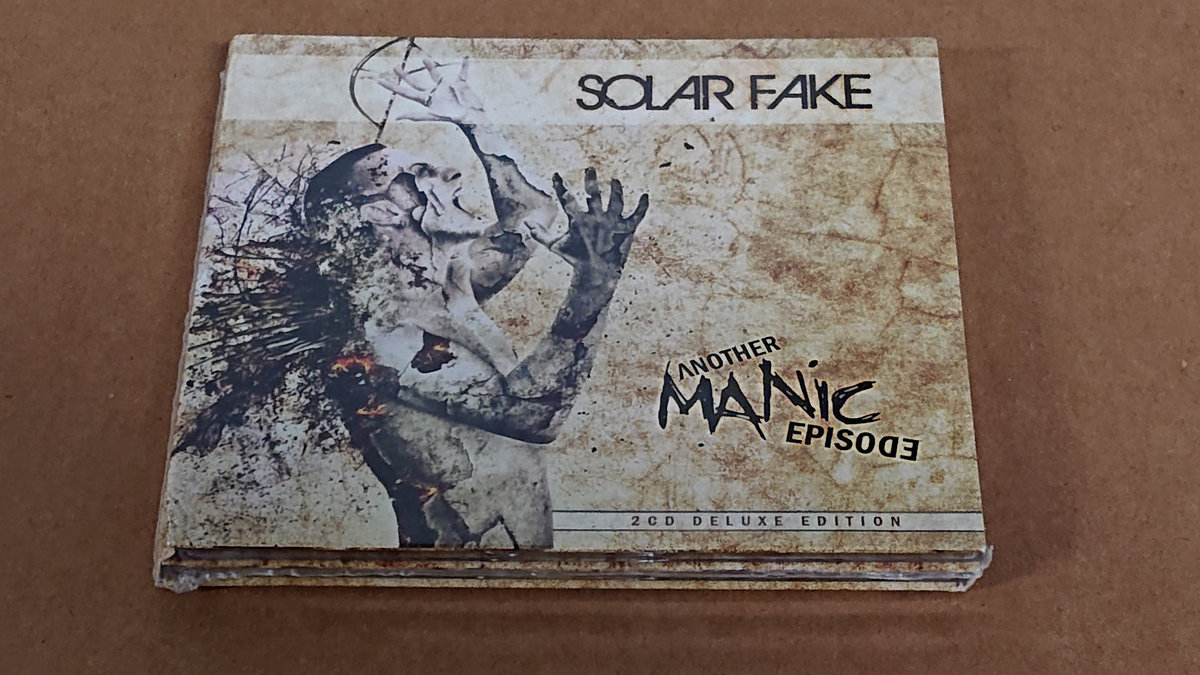 SOLAR FAKE
ANOTHER
MANiC
EPISODE
2CD DELUXE EDITION